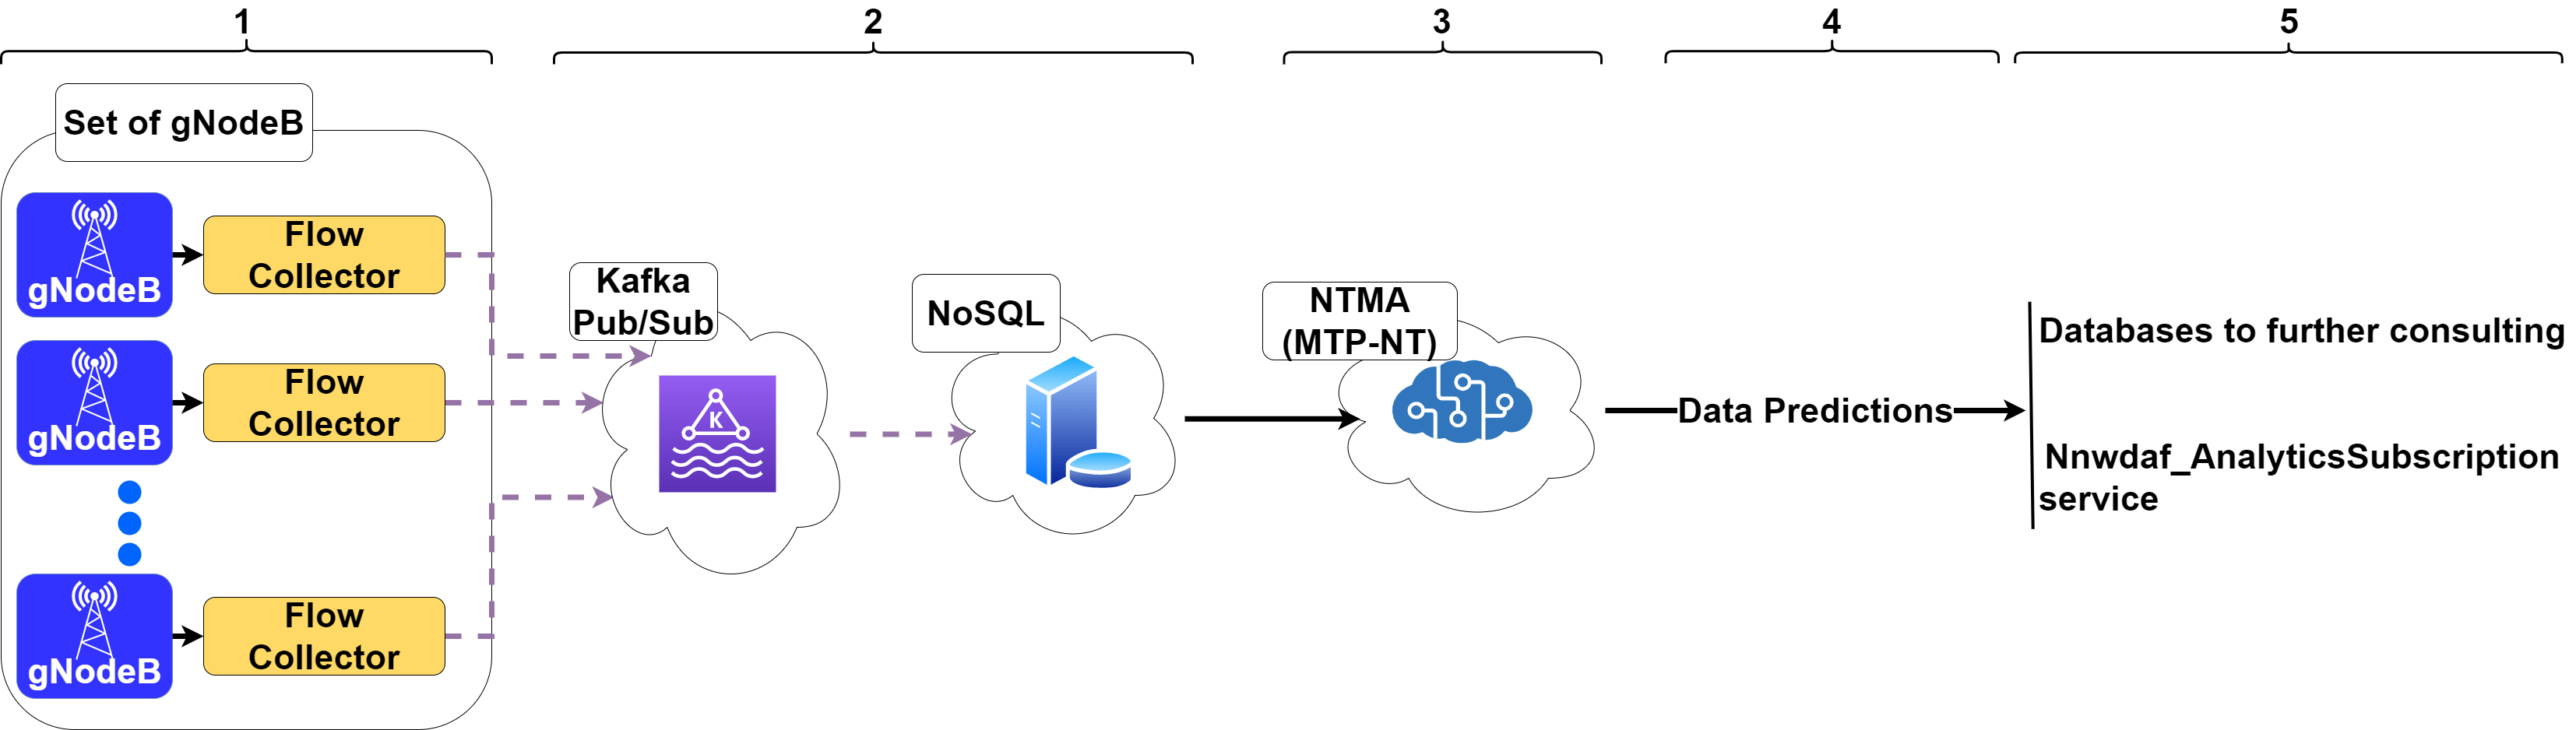 1
2
3
4
5
Set of gNodeB
gNodeB
Flow
Collector
gNodeB
Flow
Collector
gNodeB
Flow
Collector
Kafka
Pub/Sub
K
NoSQL
NTMA
(MTP-NT)
Data Predictions
Databases to further consulting
Nnwdaf_AnalyticsSubscription
service